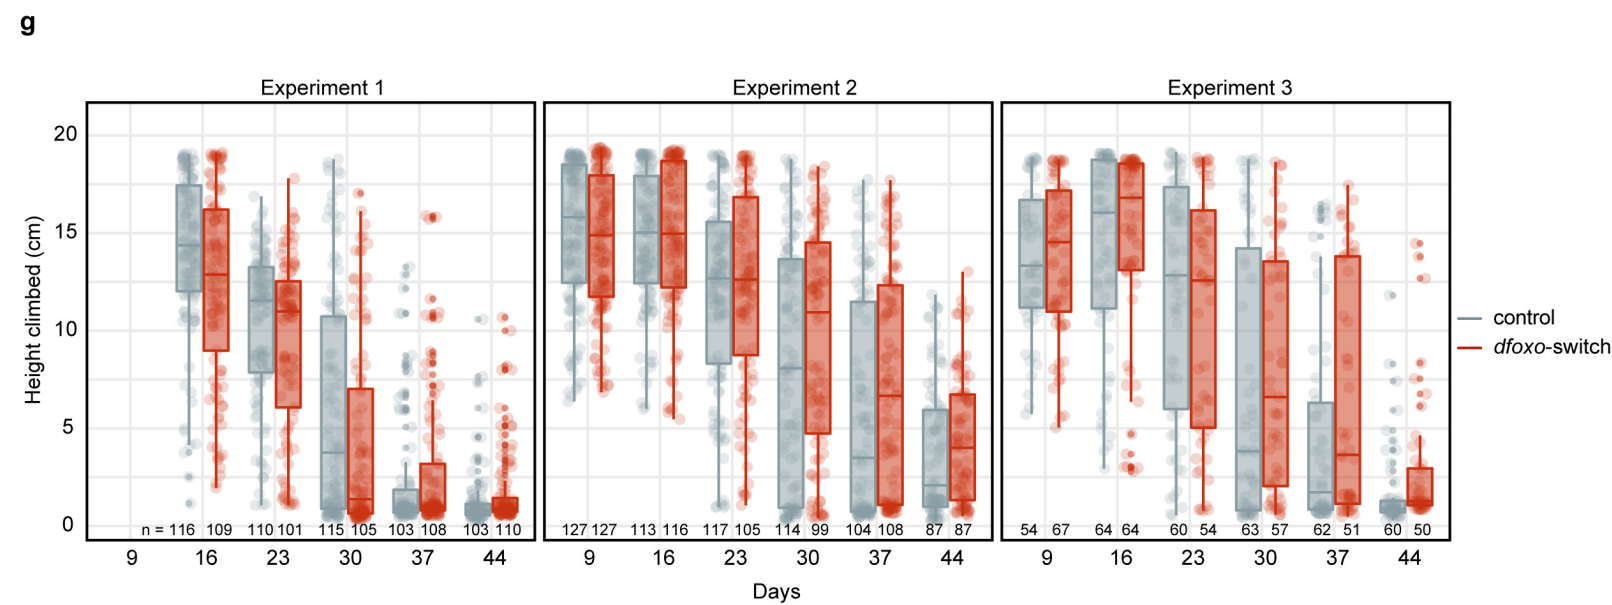 g
Experiment 1 Experiment 2 Experiment 3
Height climbed (cm)
20
15
10
5
0
n = 116 109 110 101 115 105 103 108 103 110 127 127 113 116 117 105 114 99 104 108 87 87 54 67 64 64 60 54 63 57 62 51 60 50
9 16 23 30 37 44 9 16 23 30 37 44 9 16 23 30 37 44
Days
control
dfoxo-switch